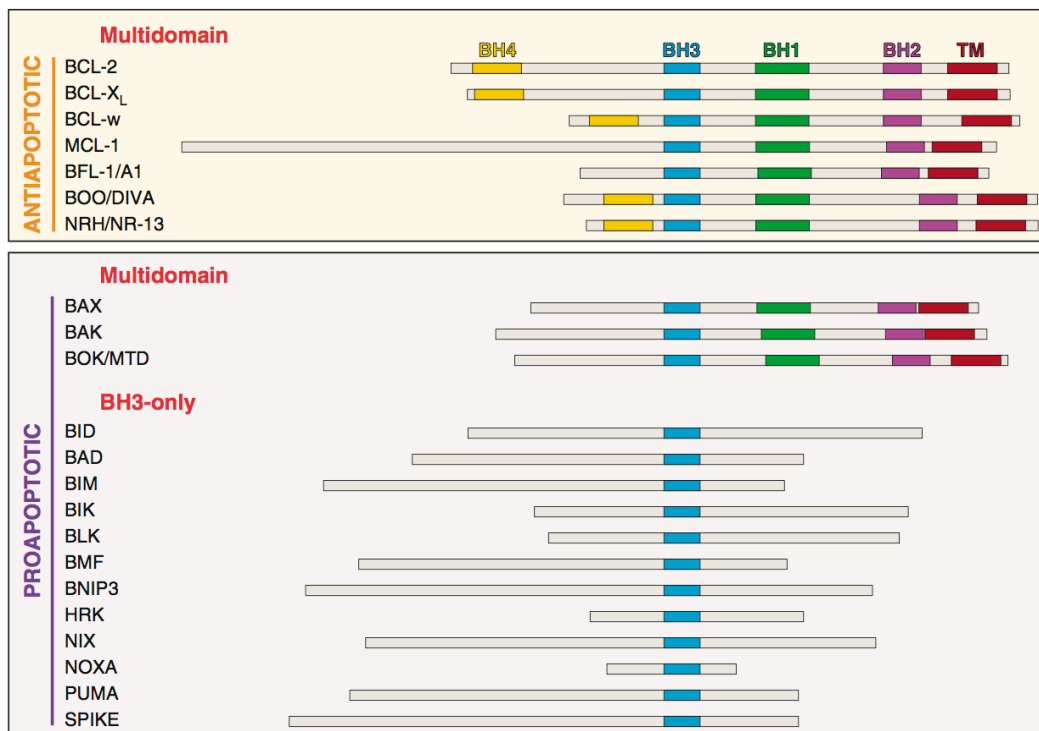 Multidomain
BH4 BH3 BH1 BH2 TM
BCL-2
BCL-XL
BCL-w
MCL-1
BFL-1/A1
BOO/DIVA
NRH/NR-13
ANTIAPOPTOTIC
Multidomain
BAX
BAK
BOK/MTD
BH3-only
BID
BAD
BIM
BIK
BLK
BMF
BNIP3
HRK
NIX
NOXA
PUMA
SPIKE
PROAPOPTOTIC